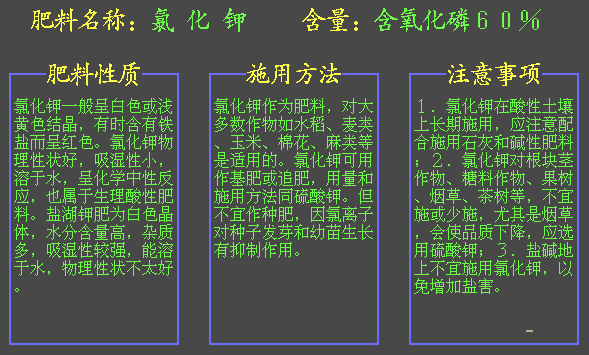 肥料名称：氯化钾　含量：含氧化磷６０％
肥料性质
氯化钾一般呈白色或浅
黄色结晶，有时含有铁
盐而呈红色。氯化钾物
理性状好，吸湿性小，
溶于水，呈化学中性反
应，也属于生理酸性肥
料。盐湖钾肥为白色晶
体，水分含量高，杂质
多，吸湿性较强，能溶
于水，物理性状不太好
。
施用方法
氯化钾作为肥料，对大
多数作物如水稻、麦类
、玉米、棉花、麻类等
是适用的。氯化钾可用
作基肥或追肥，用量和
施用方法同硫酸钾。但
不宜作种肥，因氯离子
对种子发芽和幼苗生长
有抑制作用。
注意事项
１．氯化钾在酸性土壤
上长期施用，应注意配
合施用石灰和碱性肥料
；２．氯化钾对根块茎
作物、糖料作物、果树
、烟草、茶树等，不宜
施或少施，尤其是烟草
，会使品质下降，应选
用硫酸钾；３．盐碱地
上不宜施用氯化钾，以
免增加盐害。